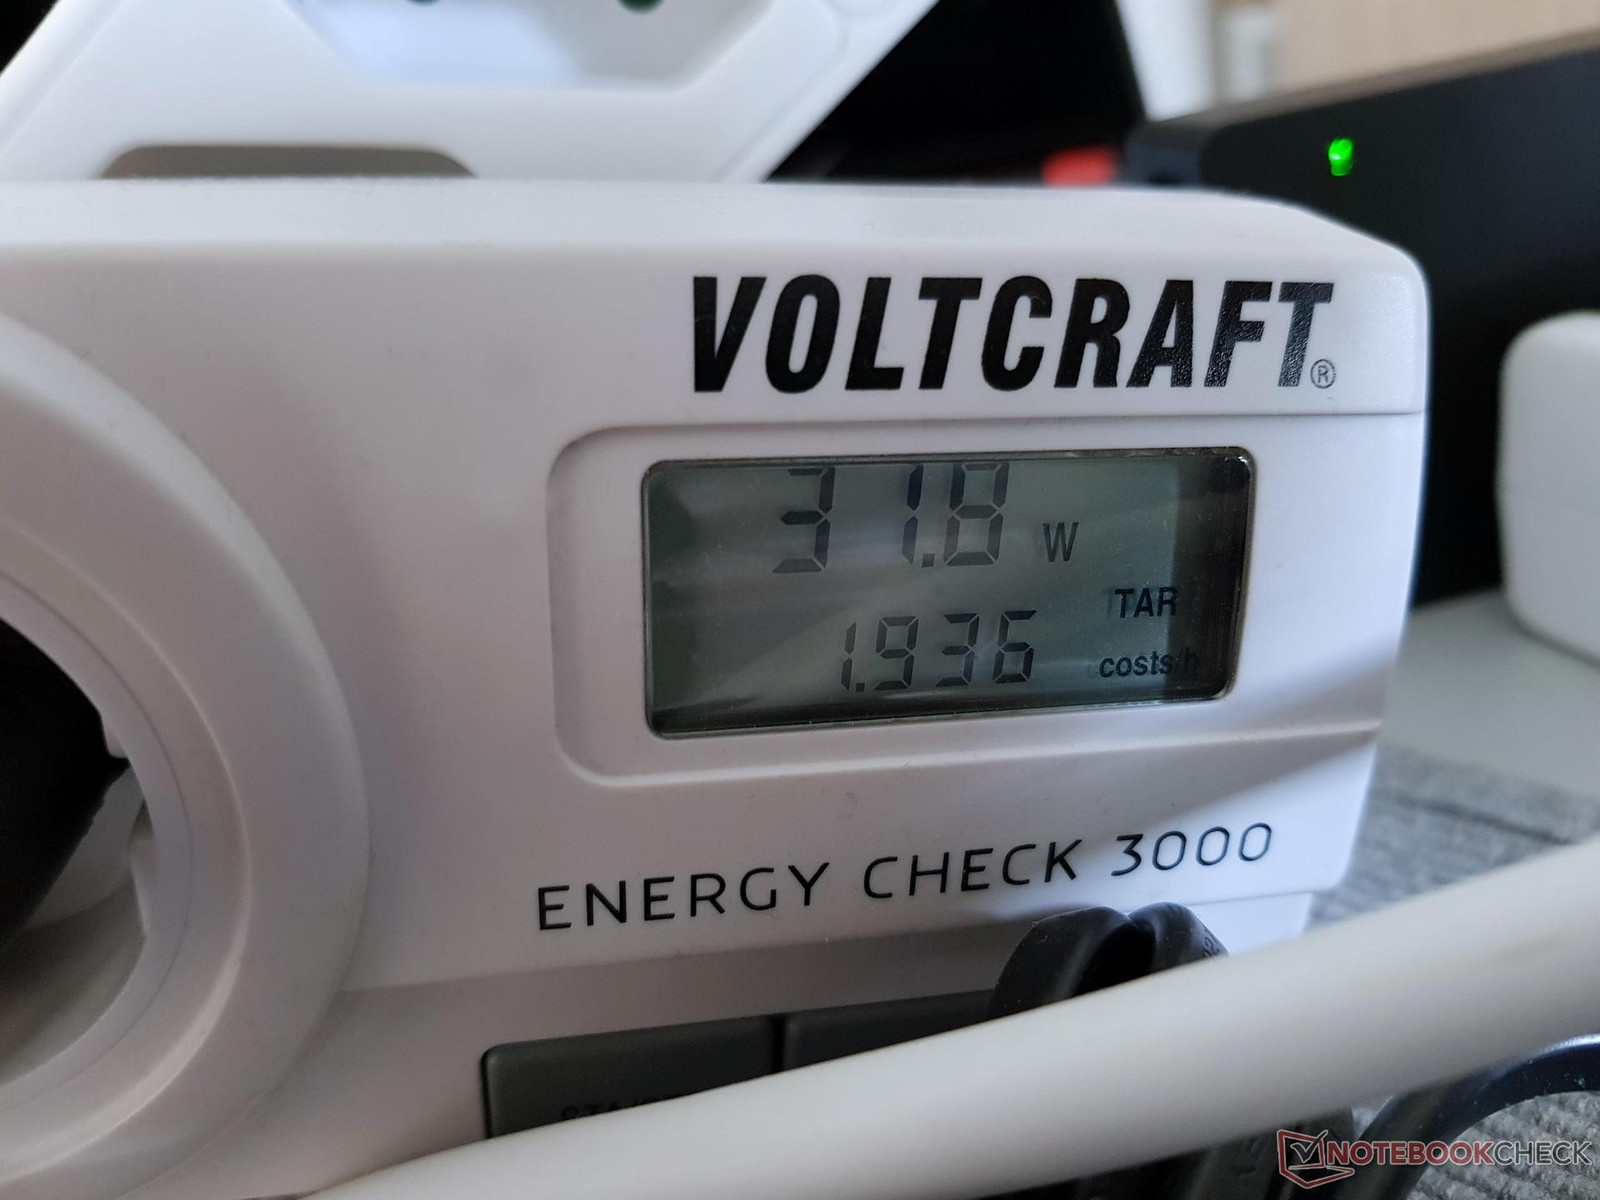 VOLTCRAFT®
31.8 W
TAR
1.936 costs/h
ENERGY CHECK 3000
NOTEBOOKCHECK